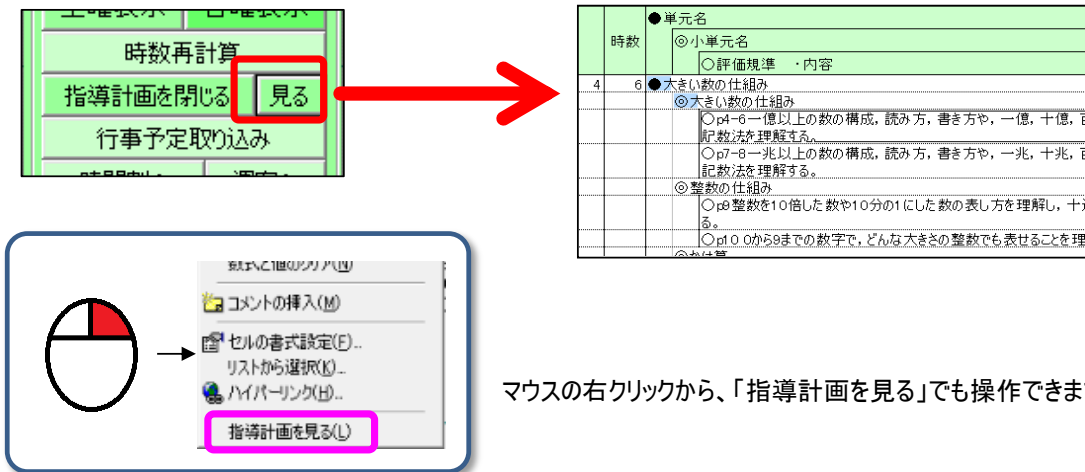 時数再計算
指導計画を閉じる 見る
行事予定取り込み
●単元名
時数 ◎小単元名
○評価規準 ・内容
4 6 ●大きい数の仕組み
◎大きい数の仕組み
○p4-6一億以上の数の構成，読み方，書き方や，一億，十億，
記数法を理解する。
○p7-8一兆以上の数の構成，読み方，書き方や，一兆，十兆，
記数法を理解する。
◎整数の仕組み
○p9整数を10倍した数や10分の1にした数の表し方を理解し，
る。
○p10 0から9までの数字で，どんな大きさの整数でも表せることを
数式と値のクリア(N)
コメントの挿入(M)
セルの書式設定(F)...
リストから選択(K)...
ハイパーリンク(H)...
指導計画を見る(L)
マウスの右クリックから、「指導計画を見る」でも操作できま